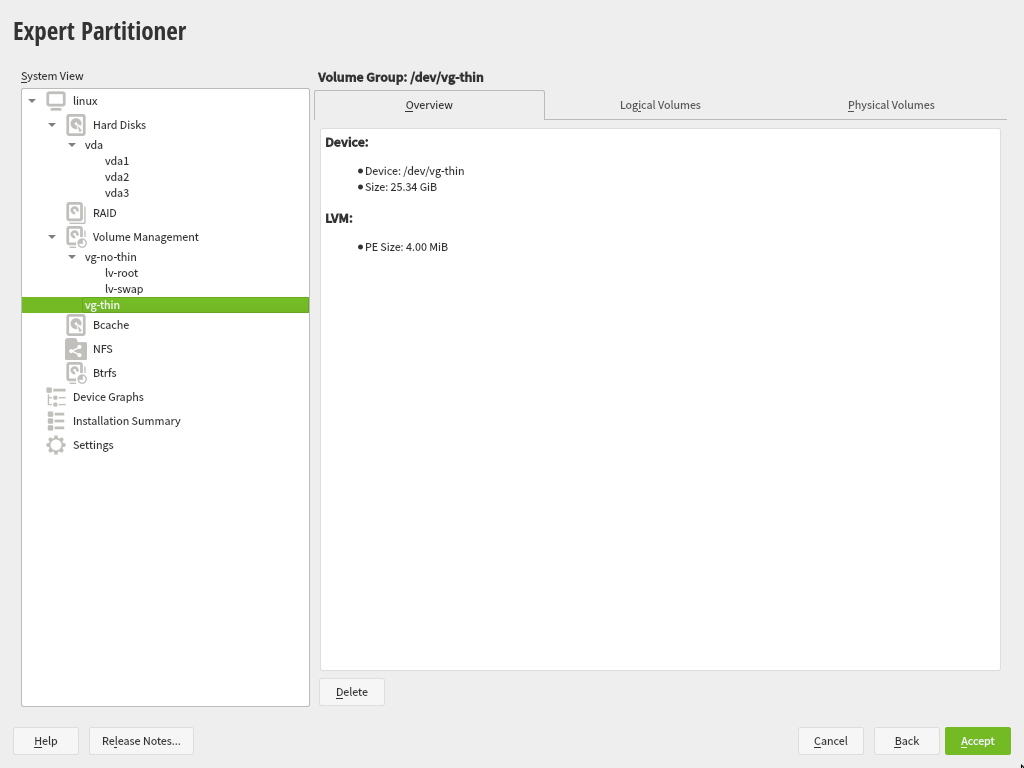 Expert Partitioner
System View
linux
Hard Disks
vda
vda1
vda2
vda3
RAID
Volume Management
vg-no-thin
lv-root
lv-swap
vg-thin
Bcache
NFS
Btrfs
Device Graphs
Installation Summary
Settings
Volume Group: /dev/vg-thin
Overview Logical Volumes Physical Volumes
Device:
● Device: /dev/vg-thin
● Size: 25.34 GiB
LVM:
● PE Size: 4.00 MiB
Delete
Help Release Notes... Cancel Back Accept